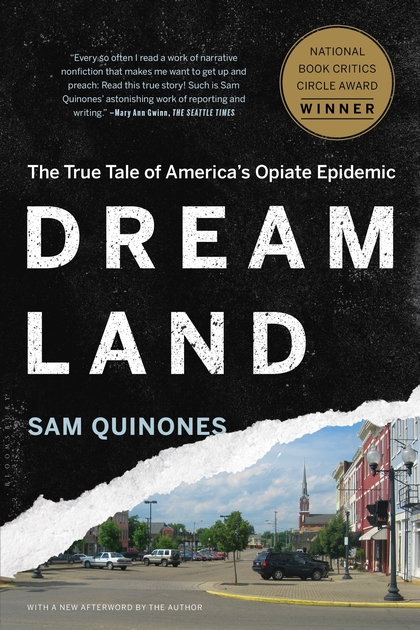 "Every so often I read a work of narrative
nonfiction that makes me want to get up and
preach: Read this true story! Such is Sam
Quinones' astonishing work of reporting and
writing." —Mary Ann Gwinn, THE SEATTLE TIMES
NATIONAL
BOOK CRITICS
CIRCLE AWARD
WINNER
The True Tale of America's Opiate Epidemic
DREAM
LAND
SAM QUINONES
BLOOMSBURY
WITH A NEW AFTERWORD BY THE AUTHOR